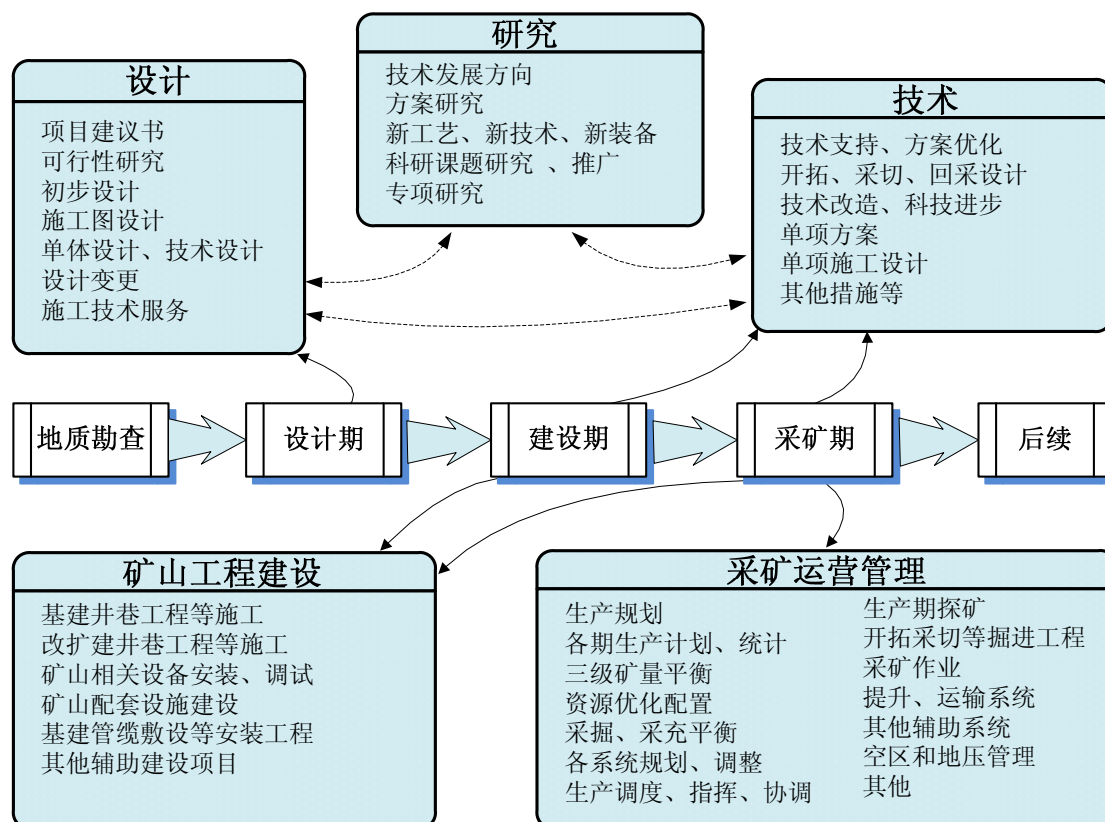 研究
技术发展方向
方案研究
新工艺、新技术、新装备
科研课题研究 、推广
专项研究
设计
项目建议书
可行性研究
初步设计
施工图设计
单体设计、技术设计
设计变更
施工技术服务
技术
技术支持、方案优化
开拓、采切、回采设计
技术改造、科技进步
单项方案
单项施工设计
其他措施等
地质勘查
设计期
建设期
采矿期
后续
矿山工程建设
基建井巷工程等施工
改扩建井巷工程等施工
矿山相关设备安装、调试
矿山配套设施建设
基建管缆敷设等安装工程
其他辅助建设项目
采矿运营管理
生产规划
各期生产计划、统计
三级矿量平衡
资源优化配置
采掘、采充平衡
各系统规划、调整
生产调度、指挥、协调
生产期探矿
开拓采切等掘进工程
采矿作业
提升、运输系统
其他辅助系统
空区和地压管理
其他